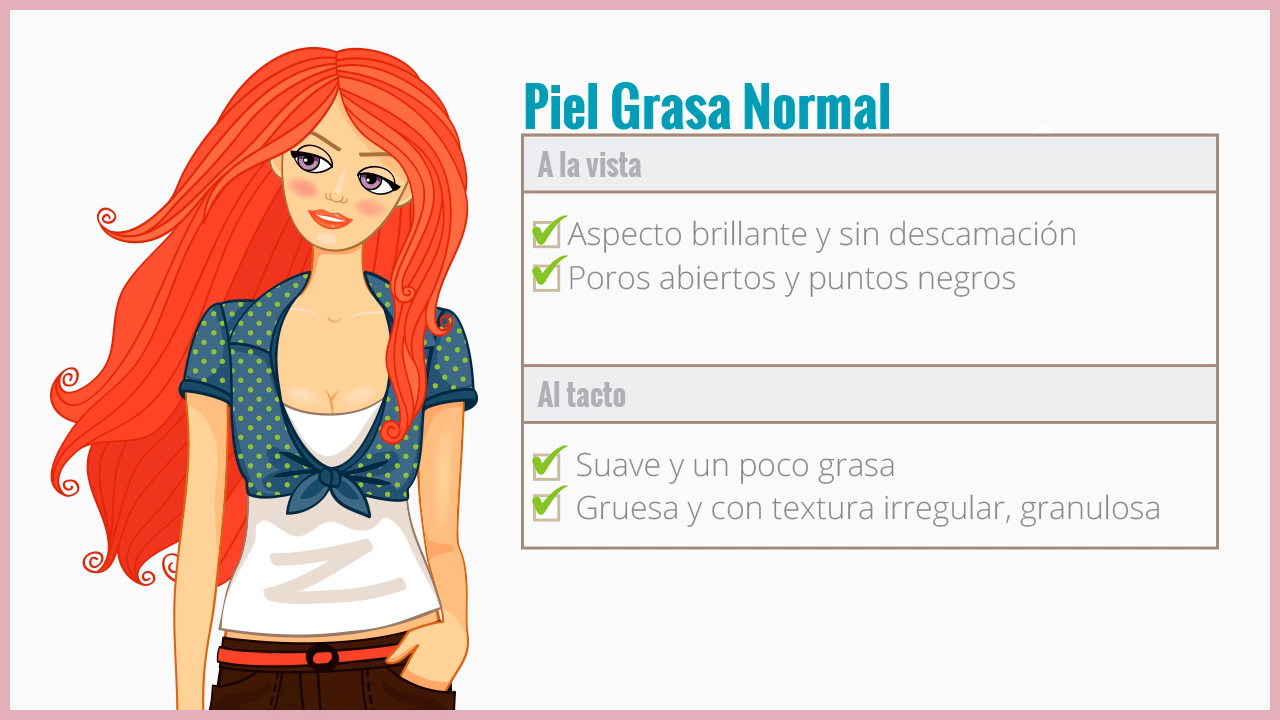 Piel Grasa Normal
A la vista
Aspecto brillante y sin descamación
Poros abiertos y puntos negros
Al tacto
Suave y un poco grasa
Gruesa y con textura irregular, granulosa